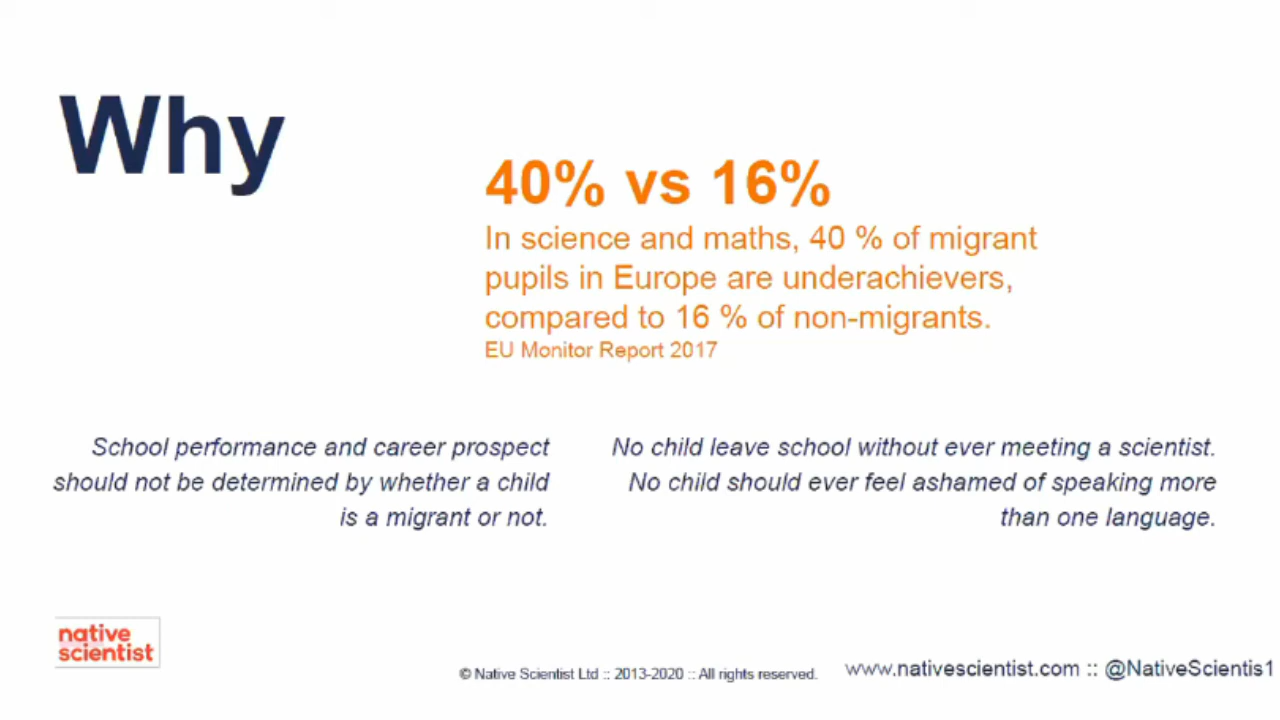 Why
40% vs 16%
In science and maths, 40 % of migrant
pupils in Europe are underachievers,
compared to 16 % of non-migrants.
EU Monitor Report 2017
School performance and career prospect
should not be determined by whether a child
is a migrant or not.
No child leave school without ever meeting a scientist.
No child should ever feel ashamed of speaking more
than one language.
native
scientist
© Native Scientist Ltd :: 2013-2020 :: All rights reserved.
www.nativescientist.com :: @NativeScientis1